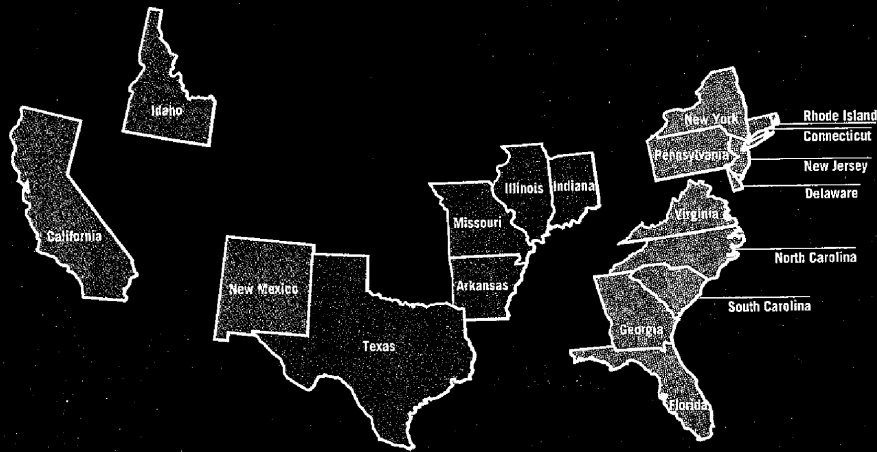 Idaho
New York
Rhode Island
Connecticut
Pennsylvania
New Jersey
Illinois
Indiana
Delaware
Missouri
Virginia
California
North Carolina
New Mexico
Arkansas
South Carolina
Georgia
Texas
Florida